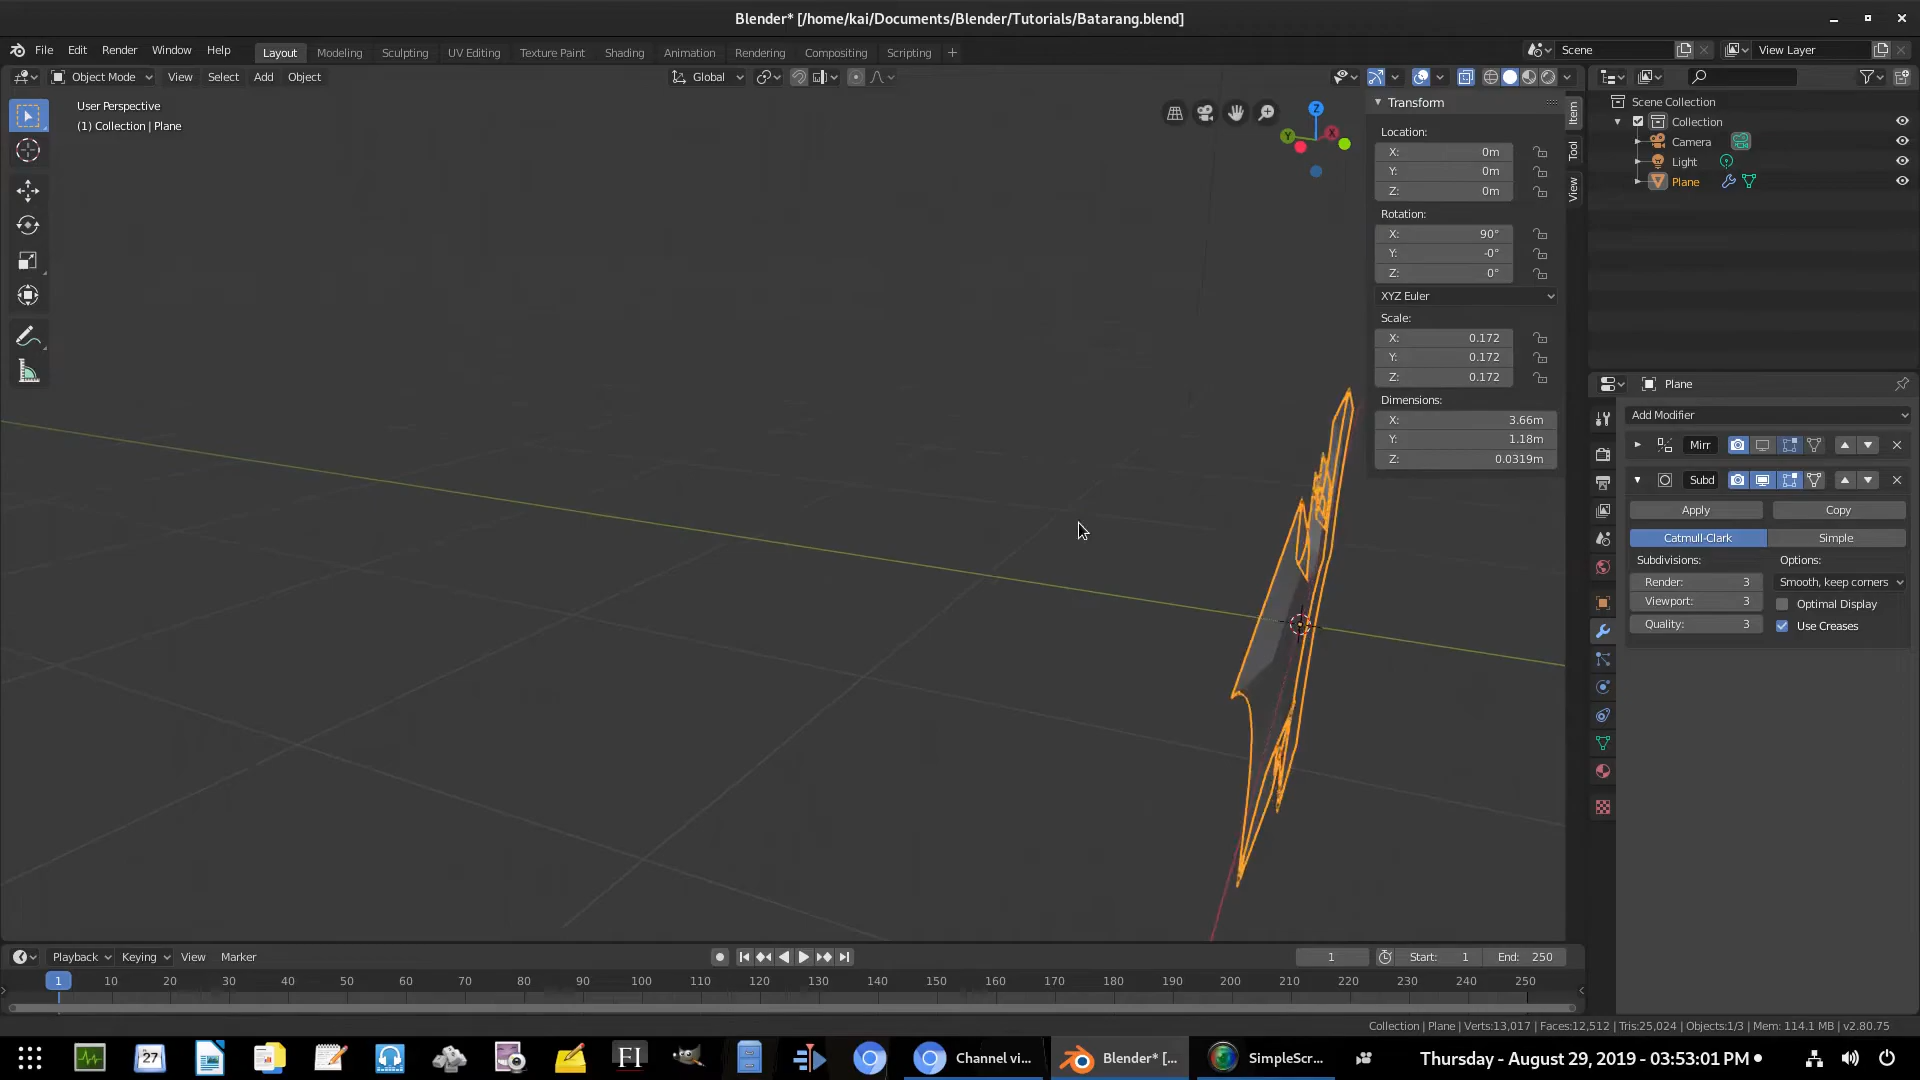 Blender* [/home/kai/Documents/Blender/Tutorials/Batarang.blend]
File Edit Render Window Help Layout Modeling Sculpting UV Editing Texture Paint Shading Animation Rendering Compositing Scripting + Scene View Layer
Object Mode View Select Add Object Global
User Perspective
(1) Collection | Plane
Z
Y
X
Transform
Location:
X: 0m
Y: 0m
Z: 0m
Rotation:
X: 90°
Y: -0°
Z: 0°
XYZ Euler
Scale:
X: 0.172
Y: 0.172
Z: 0.172
Dimensions:
X: 3.66m
Y: 1.18m
Z: 0.0319m
Item
Tool
View
Scene Collection
Collection
Camera
Light
Plane
Plane
Add Modifier
Mirr
Subd
Apply Copy
Catmull-Clark Simple
Subdivisions: Options:
Render: 3 Smooth, keep corners
Viewport: 3 Optimal Display
Quality: 3 Use Creases
Playback Keying View Marker 1 Start: 1 End: 250
1 10 20 30 40 50 60 70 80 90 100 110 120 130 140 150 160 170 180 190 200 210 220 230 240 250
Collection | Plane | Verts:13,017 | Faces:12,512 | Tris:25,024 | Objects:1/3 | Mem: 114.1 MB | v2.80.75
27 FI Channel vi... Blender* [... SimpleScr... Thursday - August 29, 2019 - 03:53:01 PM